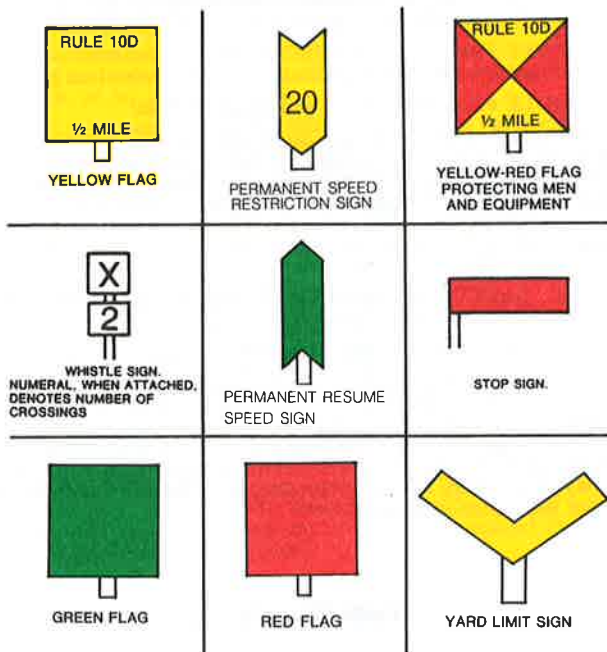 RULE 10D
½ MILE
YELLOW FLAG
20
PERMANENT SPEED
RESTRICTION SIGN
RULE 10D
½ MILE
YELLOW-RED FLAG
PROTECTING MEN
AND EQUIPMENT
X
2
WHISTLE SIGN.
NUMERAL, WHEN ATTACHED,
DENOTES NUMBER OF
CROSSINGS
PERMANENT RESUME
SPEED SIGN
STOP SIGN.
GREEN FLAG
RED FLAG
YARD LIMIT SIGN